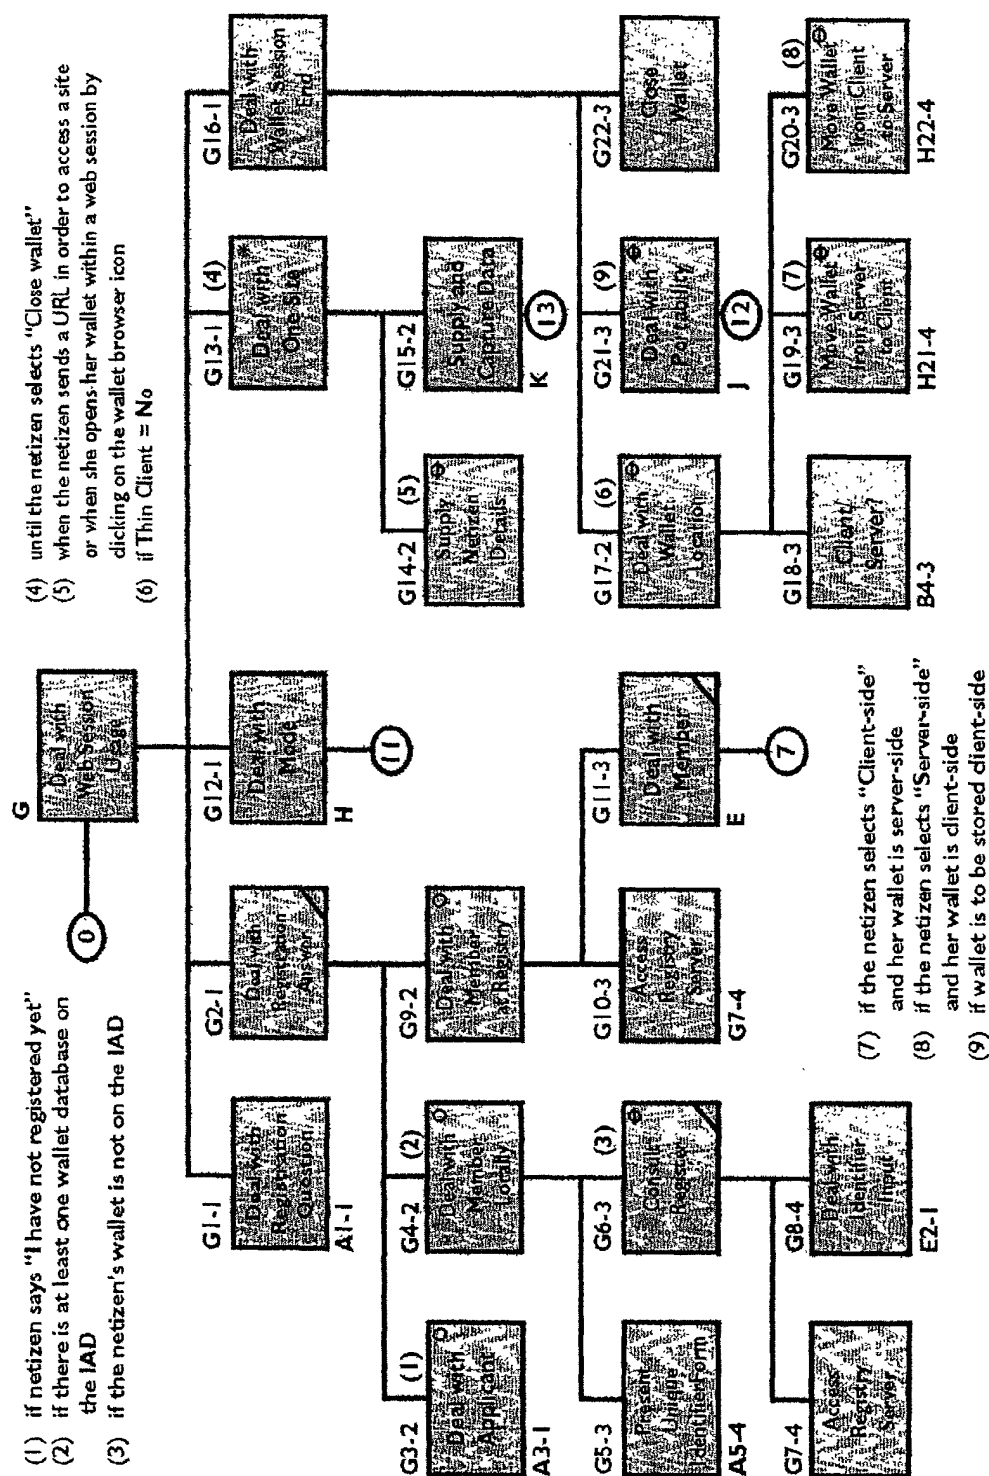 (1) if netizen says "I have not registered yet"
(2) if there is at least one wallet database on
the IAD
(3) if the netizen's wallet is not on the IAD
(4) until the netizen selects "Close wallet"
(5) when the netizen sends a URL in order to access a site
or when she opens her wallet within a web session by
clicking on the wallet browser icon
(6) if Thin Client = No
G
Deal with
Web Session
Usage
0
G1-1
Deal with
Registration
Question
A1-1
G2-1
Deal with
Registration
Answer
G12-1
Deal with
Mode
H
11
G13-1
(4)
Deal with
One Site
*
G16-1
Deal with
Wallet Session
End
G3-2
(1)
Deal with
Applicant
A3-1
G4-2
(2)
Deal with
Member
Locally
G9-2
Deal with
Member
at Registry
G14-2
(5)
Supply
Netizen
Details
G15-2
Supply and
Capture Data
K
13
G5-3
Present
Unique
Identifier Form
A5-4
G6-3
(3)
Consult
Register
G10-3
Access
Registry
Server
G7-4
G11-3
Deal with
Member
E
7
G17-2
(6)
Deal with
Wallet
Location
G21-3
(9)
Deal with
Portability
J
12
G22-3
Close
Wallet
G7-4
Access
Registry
Server
G8-4
Deal with
Identifier
Input
E2-1
G18-3
Client/
Server?
B4-3
G19-3
(7)
Move Wallet
from Server
to Client
H21-4
G20-3
(8)
Move Wallet
from Client
to Server
H22-4
(7) if the netizen selects "Client-side"
and her wallet is server-side
(8) if the netizen selects "Server-side"
and her wallet is client-side
(9) if wallet is to be stored client-side